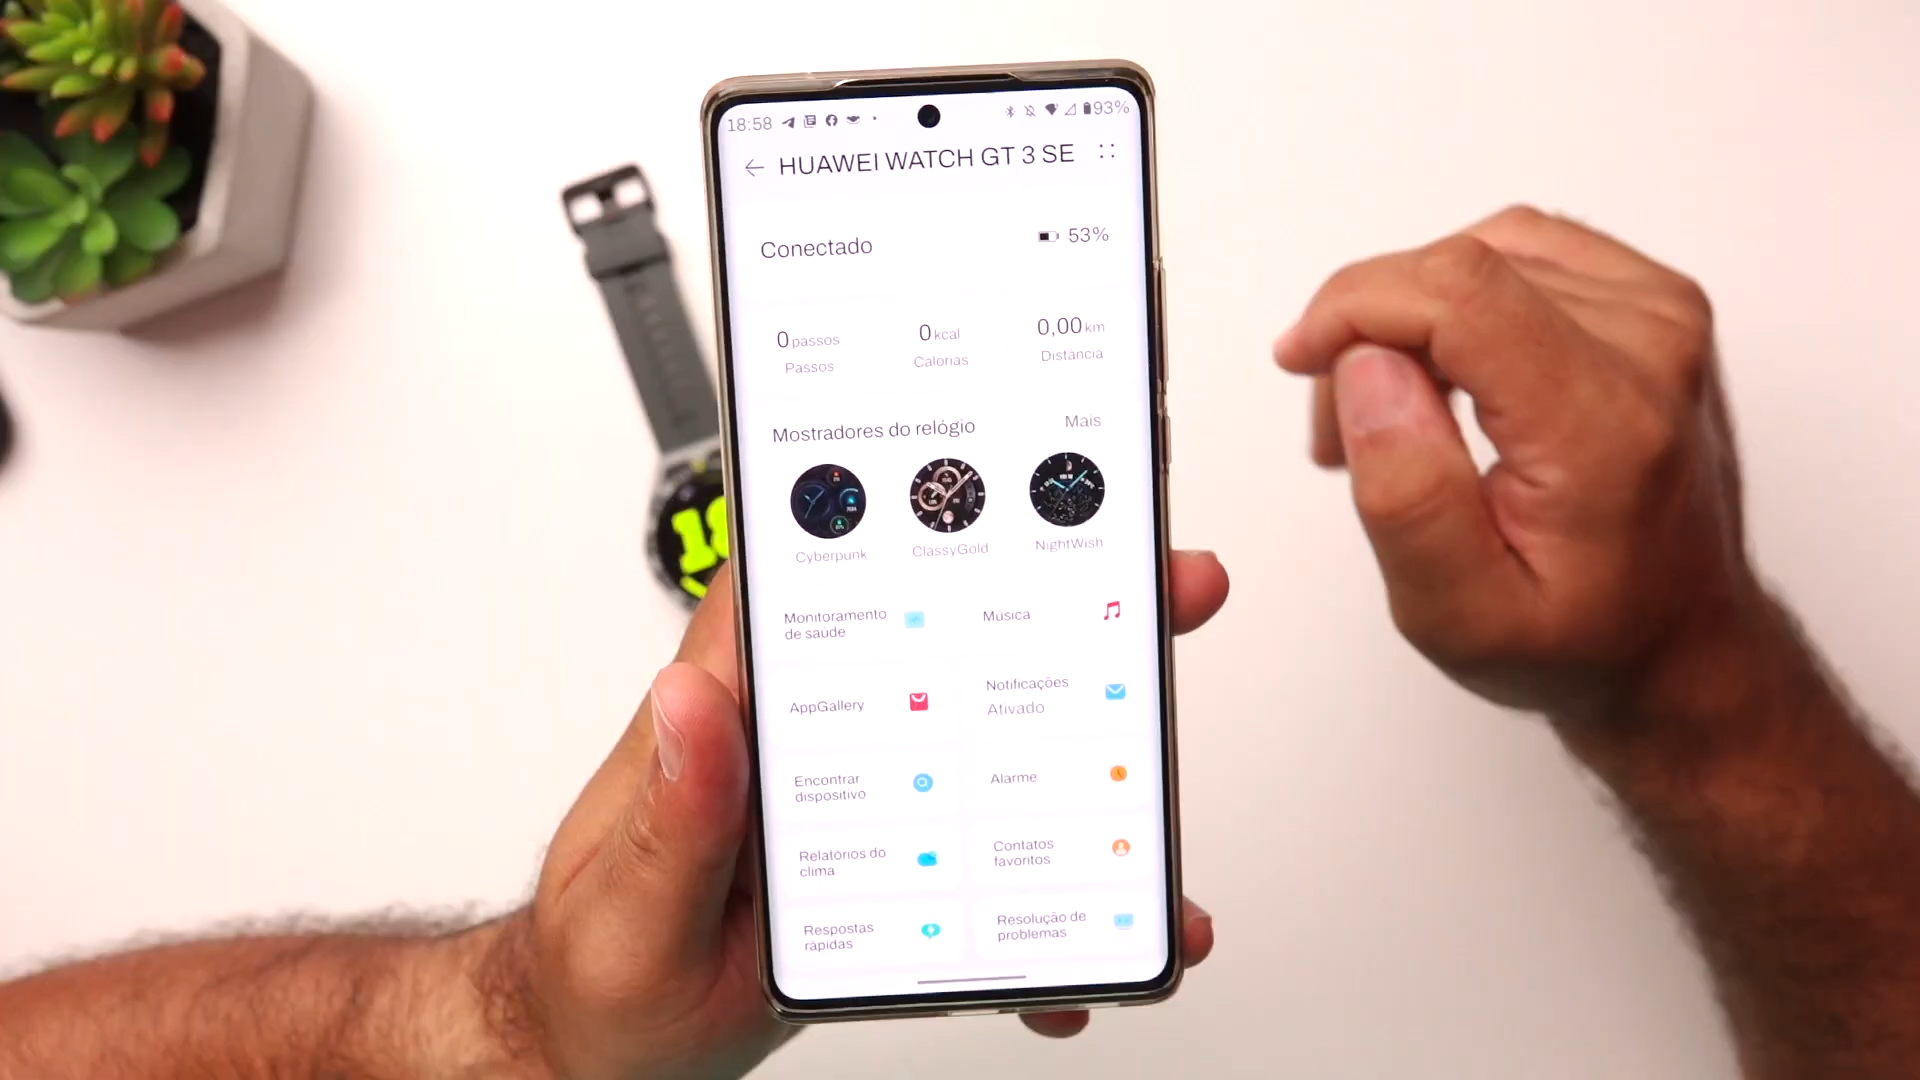 18:58
93%
HUAWEI WATCH GT 3 SE
Conectado
53%
0 passos
Passos
0 kcal
Calorias
0,00 km
Distância
Mostradores do relógio
Mais
Cyberpunk
ClassyGold
NightWish
Monitoramento
de saúde
Música
AppGallery
Notificações
Ativado
Encontrar
dispositivo
Alarme
Relatórios do
clima
Contatos
favoritos
Respostas
rápidas
Resolução de
problemas